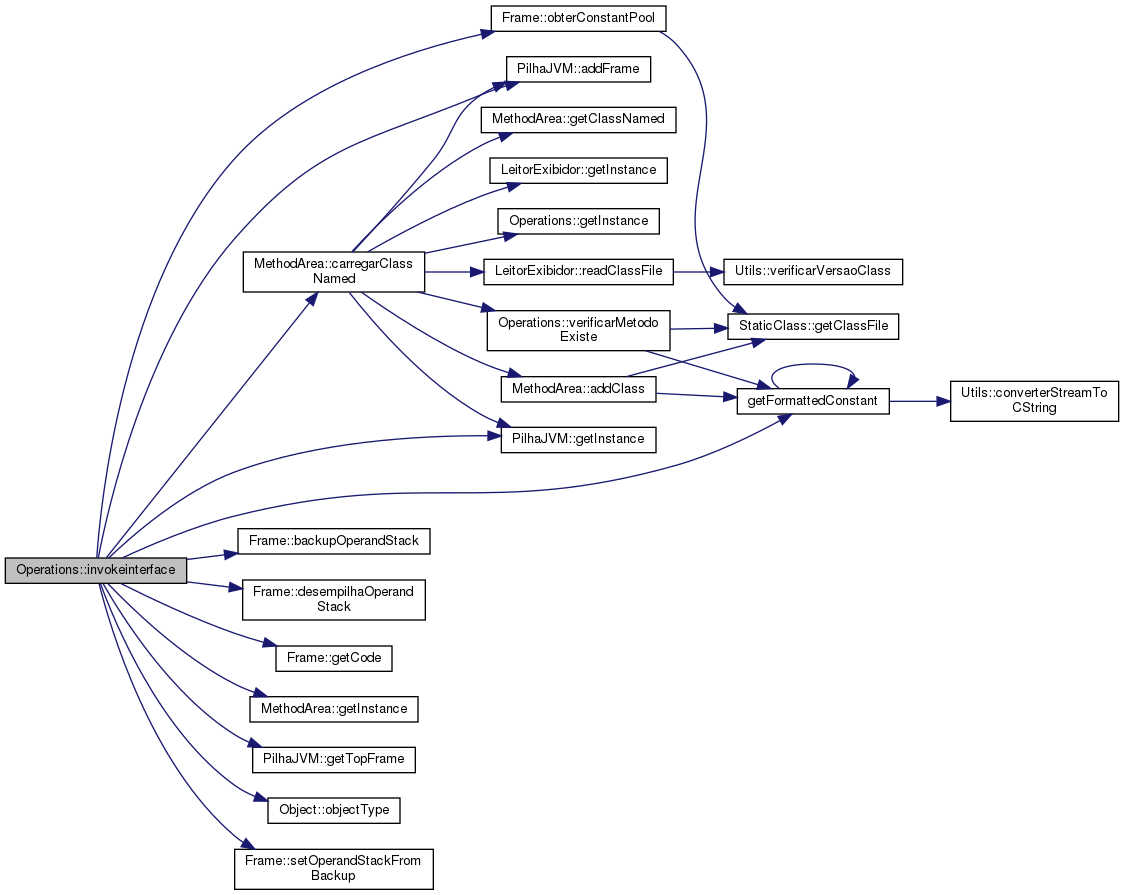 Frame::obterConstantPool
PilhaJVM::addFrame
MethodArea::getClassNamed
LeitorExibidor::getInstance
Operations::getInstance
MethodArea::carregarClass
Named
LeitorExibidor::readClassFile
Utils::verificarVersaoClass
Operations::verificarMetodo
Existe
StaticClass::getClassFile
MethodArea::addClass
getFormattedConstant
Utils::converterStreamTo
CString
PilhaJVM::getInstance
Frame::backupOperandStack
Operations::invokeinterface
Frame::desempilhaOperand
Stack
Frame::getCode
MethodArea::getInstance
PilhaJVM::getTopFrame
Object::objectType
Frame::setOperandStackFrom
Backup